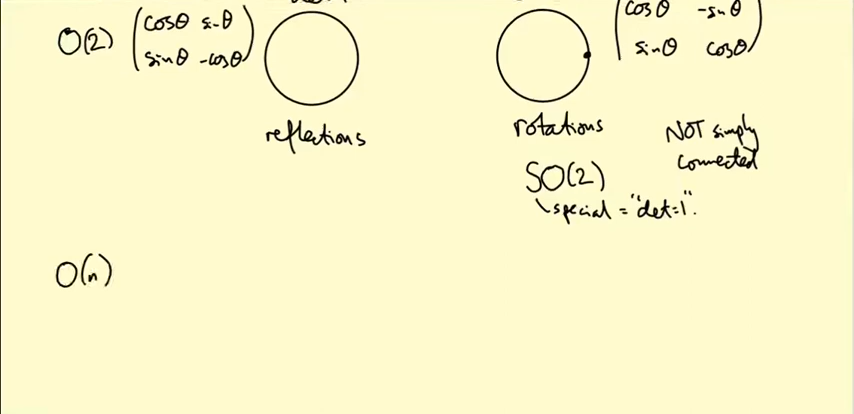 O(2) (cosθ sinθ
sinθ -cosθ)
(cosθ -sinθ
sinθ cosθ)
reflections
rotations
NOT simply
connected
SO(2)
special = "det=1".
O(n)